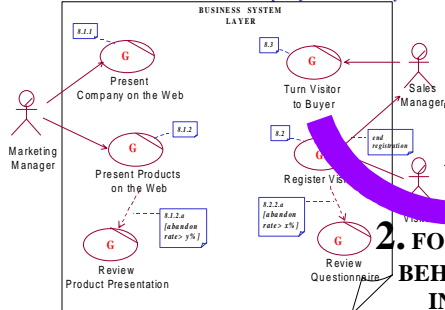 BUSINESS SYSTEM
LAYER
8.1.1
G
Present
Company on the Web
8.3
G
Turn Visitor
to Buyer
Sales
Manager
Marketing
Manager
8.1.2
G
Present Products
on the Web
8.2
G
Register
end
registration
8.1.2.a
[abandon
rate> y%]
G
Review
Product Presentation
8.2.2.a
[abandon
rate> x%]
G
Review
Questionnaire
2. FO
BEH
IN